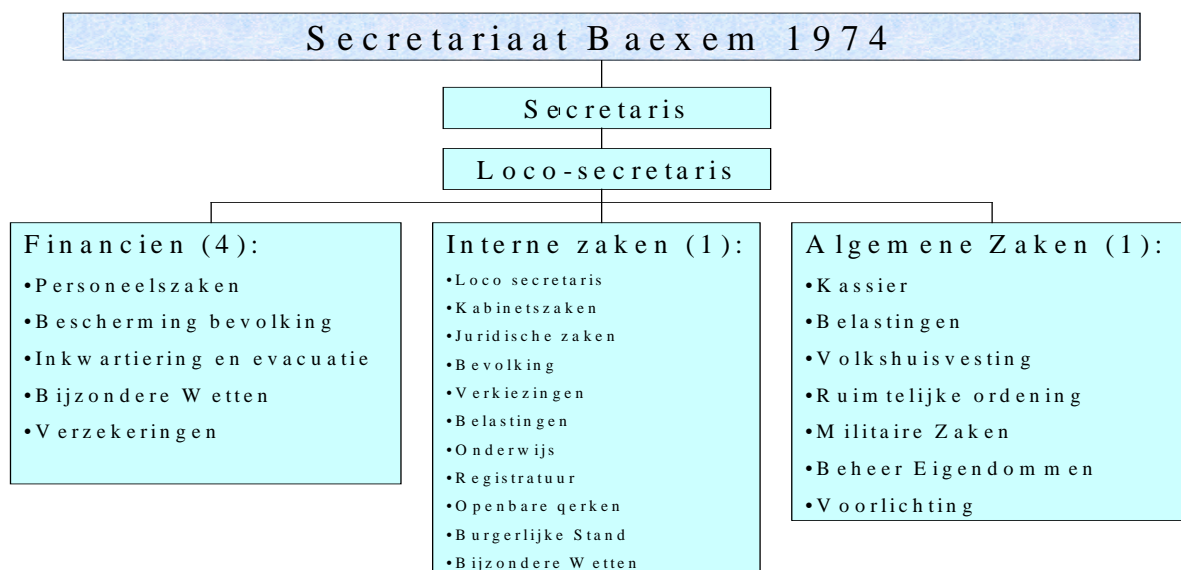 Secretariaat Baexem 1974
Secretaris
Loco-secretaris
Financien (4):
•Personeelszaken
•Bescherming bevolking
•Inkwartiering en evacuatie
•Bijzondere Wetten
•Verzekeringen
Interne zaken (1):
•Loco secretaris
•Kabinetszaken
•Juridische zaken
•Bevolking
•Verkiezingen
•Belastingen
•Onderwijs
•Registratuur
•Openbare qerken
•Burgerlijke Stand
•Bijzondere Wetten
Algemene Zaken (1):
•Kassier
•Belastingen
•Volkshuisvesting
•Ruimtelijke ordening
•Militaire Zaken
•Beheer Eigendommen
•Voorlichting